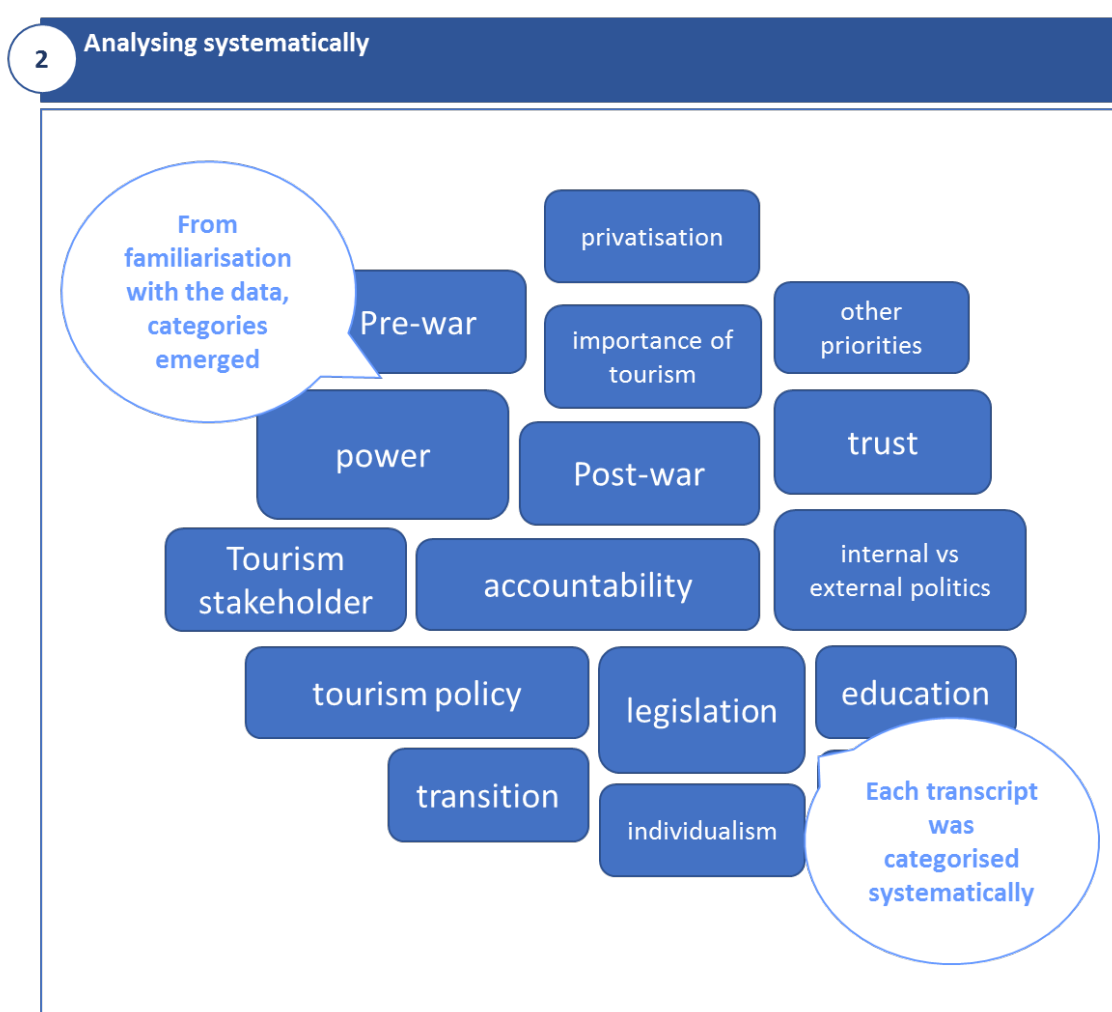 2
Analysing systematically
From
familiarisation
with the data,
categories
emerged
privatisation
Pre-war
importance of
tourism
other
priorities
power
Post-war
trust
Tourism
stakeholder
accountability
internal vs
external politics
tourism policy
legislation
education
transition
individualism
Each transcript
was
categorised
systematically